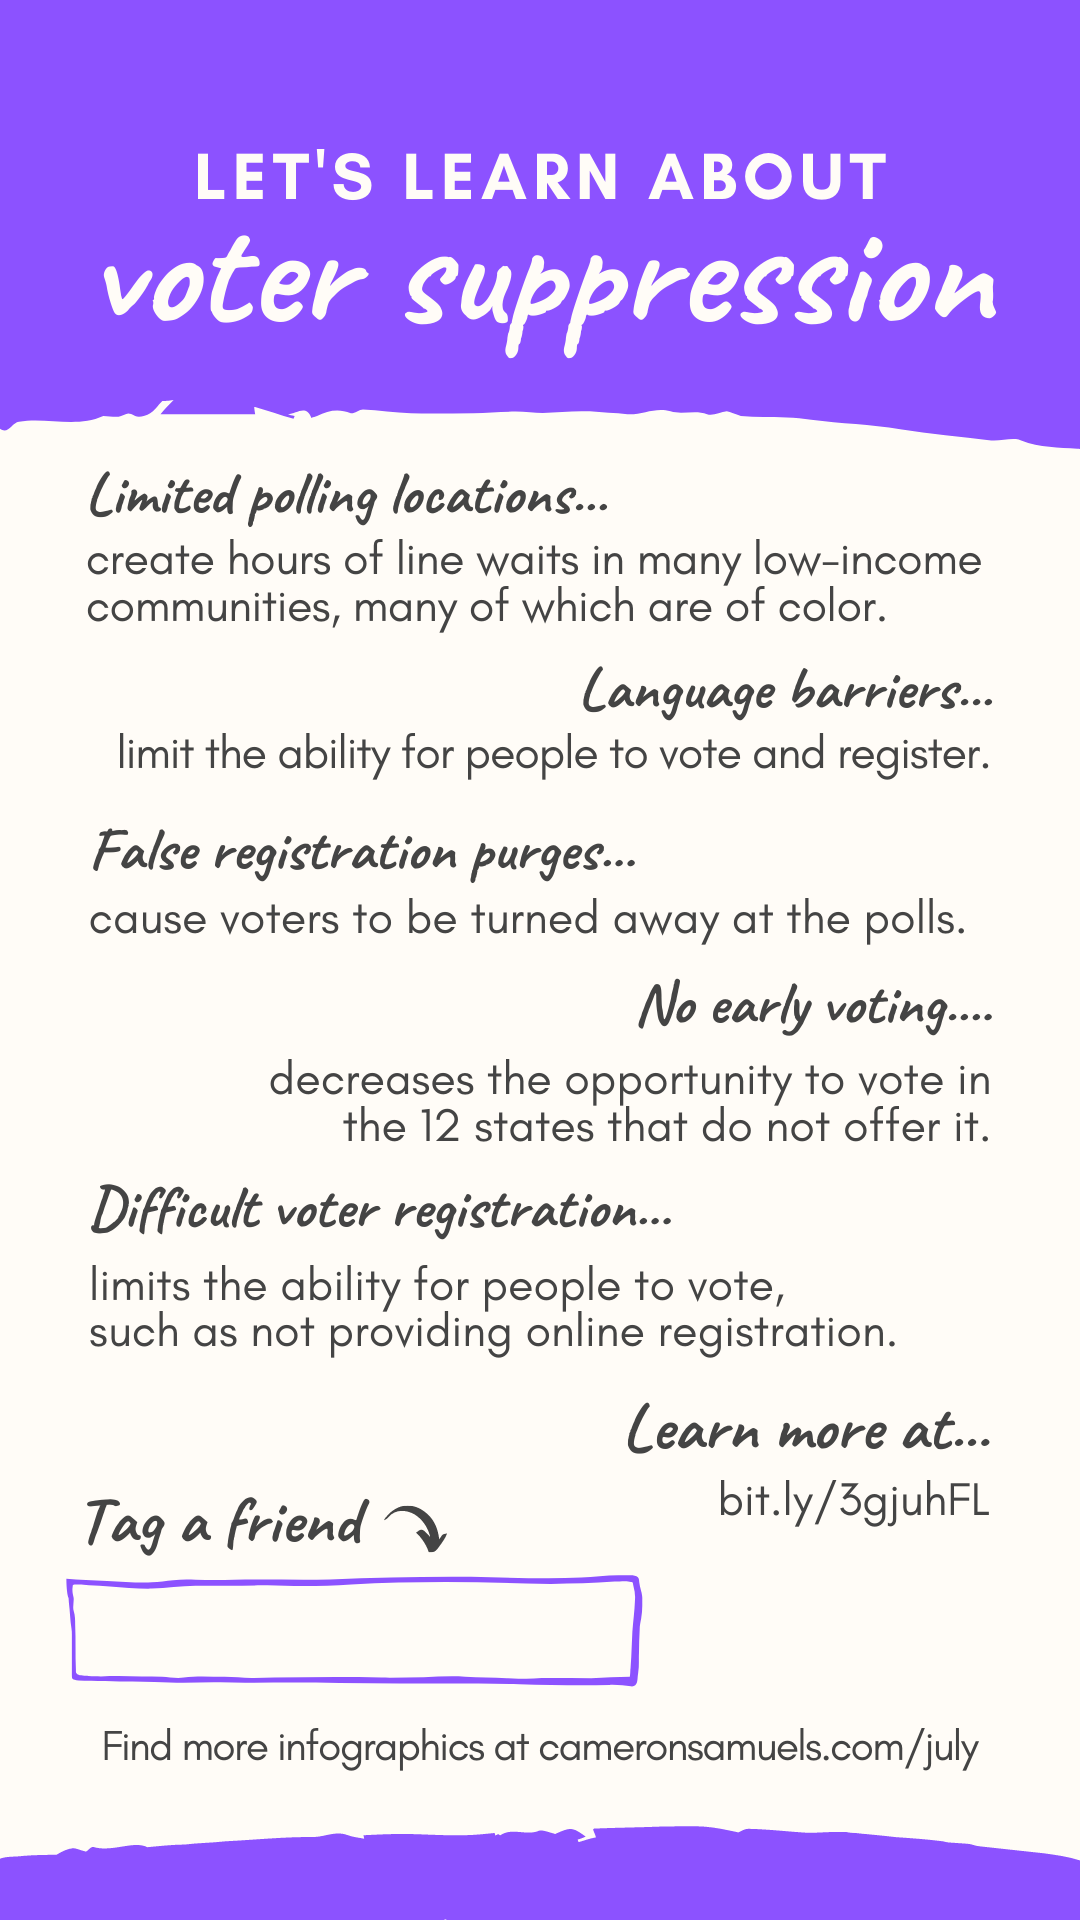 LET'S LEARN ABOUT
voter suppression
Limited polling locations...
create hours of line waits in many low-income
communities, many of which are of color.
Language barriers...
limit the ability for people to vote and register.
False registration purges...
cause voters to be turned away at the polls.
No early voting....
decreases the opportunity to vote in
the 12 states that do not offer it.
Difficult voter registration...
limits the ability for people to vote,
such as not providing online registration.
Learn more at...
bit.ly/3gjuhFL
Tag a friend
Find more infographics at cameronsamuels.com/july